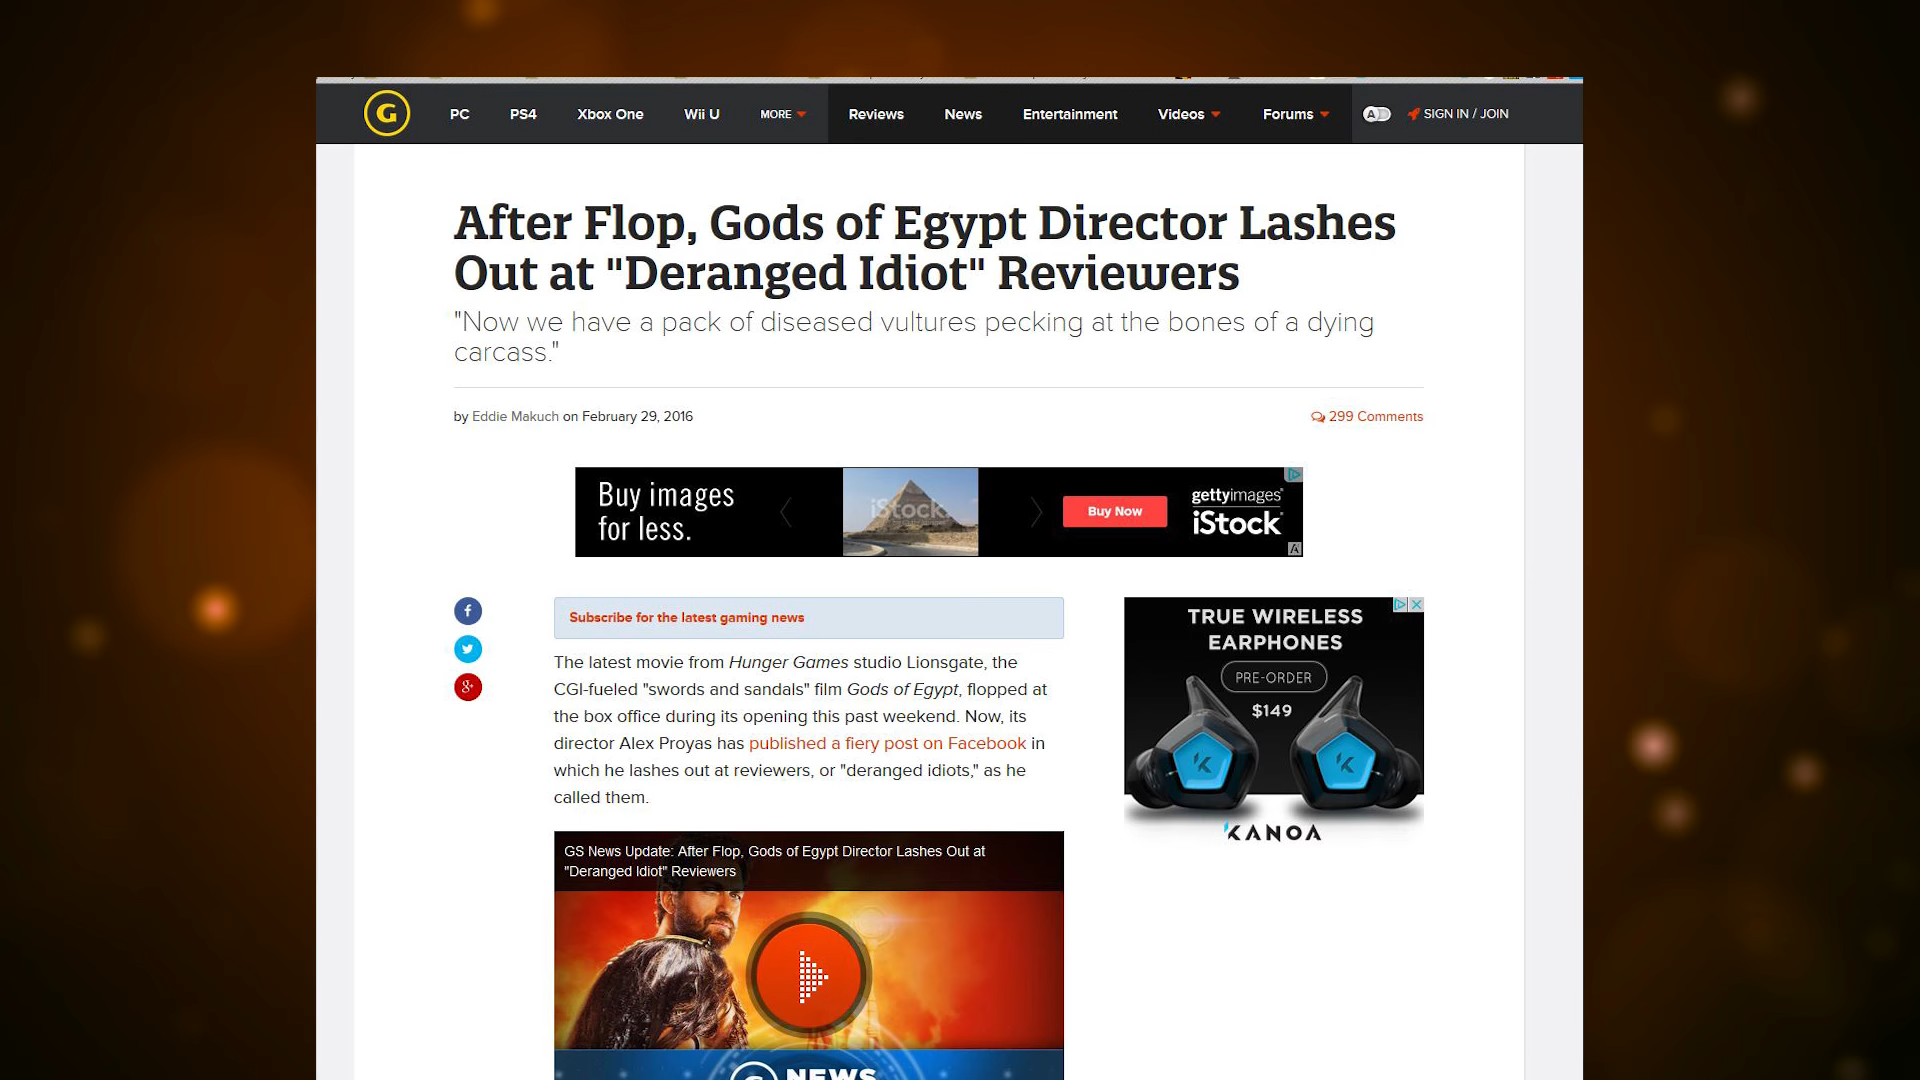 G
PC
PS4
Xbox One
Wii U
MORE
Reviews
News
Entertainment
Videos
Forums
A
SIGN IN / JOIN
After Flop, Gods of Egypt Director Lashes
Out at "Deranged Idiot" Reviewers
"Now we have a pack of diseased vultures pecking at the bones of a dying
carcass."
by Eddie Makuch on February 29, 2016
299 Comments
Buy images
for less.
iStock
Buy Now
gettyimages®
iStock
A
f
g+
Subscribe for the latest gaming news
The latest movie from Hunger Games studio Lionsgate, the
CGI-fueled "swords and sandals" film Gods of Egypt, flopped at
the box office during its opening this past weekend. Now, its
director Alex Proyas has published a fiery post on Facebook in
which he lashes out at reviewers, or "deranged idiots," as he
called them.
TRUE WIRELESS
EARPHONES
PRE-ORDER
$149
KANOA
GS News Update: After Flop, Gods of Egypt Director Lashes Out at
"Deranged Idiot" Reviewers
NEWS